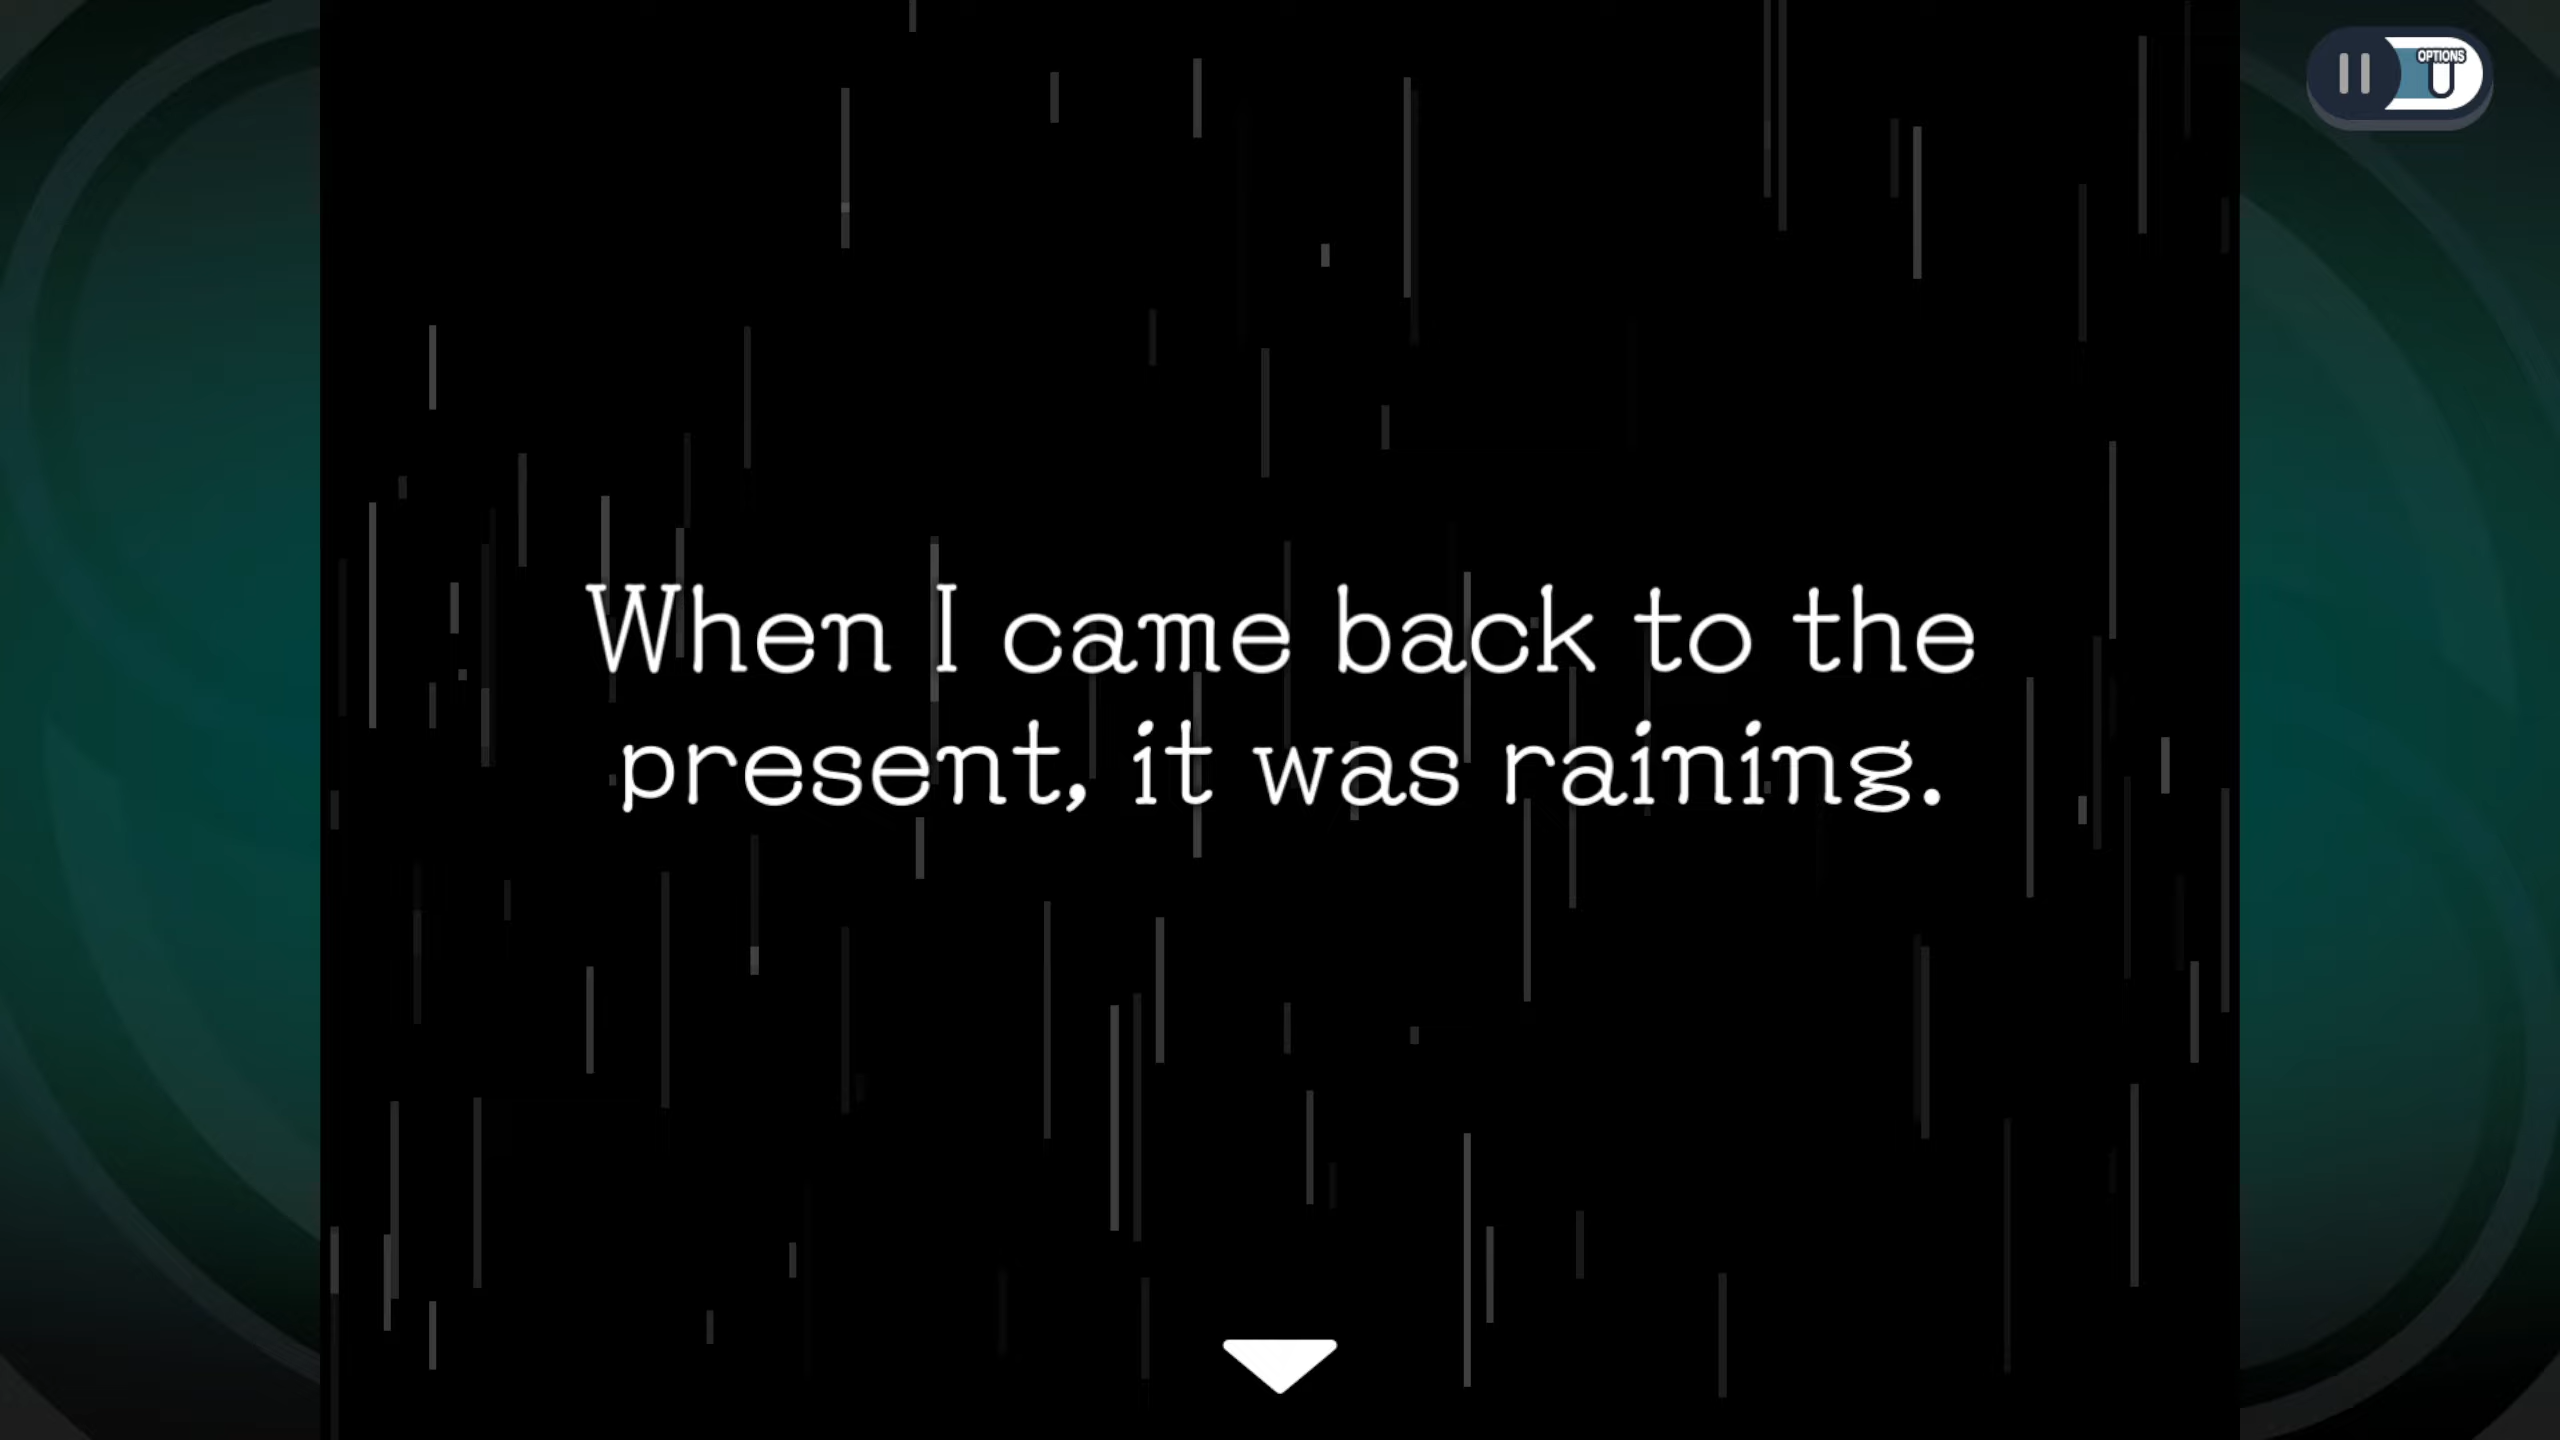 OPTIONS
U
When I came back to the
present, it was raining.